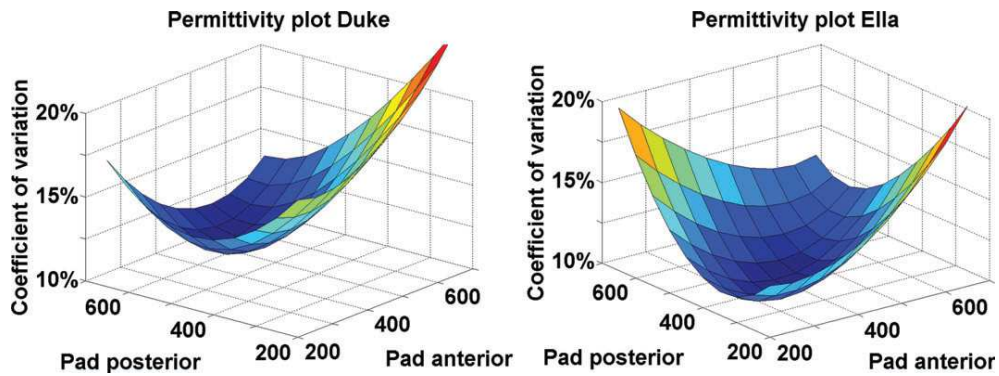 Permittivity plot Duke
20%
15%
10%
Coefficient of variation
600
400
200
200
400
600
Pad posterior
Pad anterior
Permittivity plot Ella
20%
15%
10%
Coefficient of variation
600
400
200
200
400
600
Pad posterior
Pad anterior